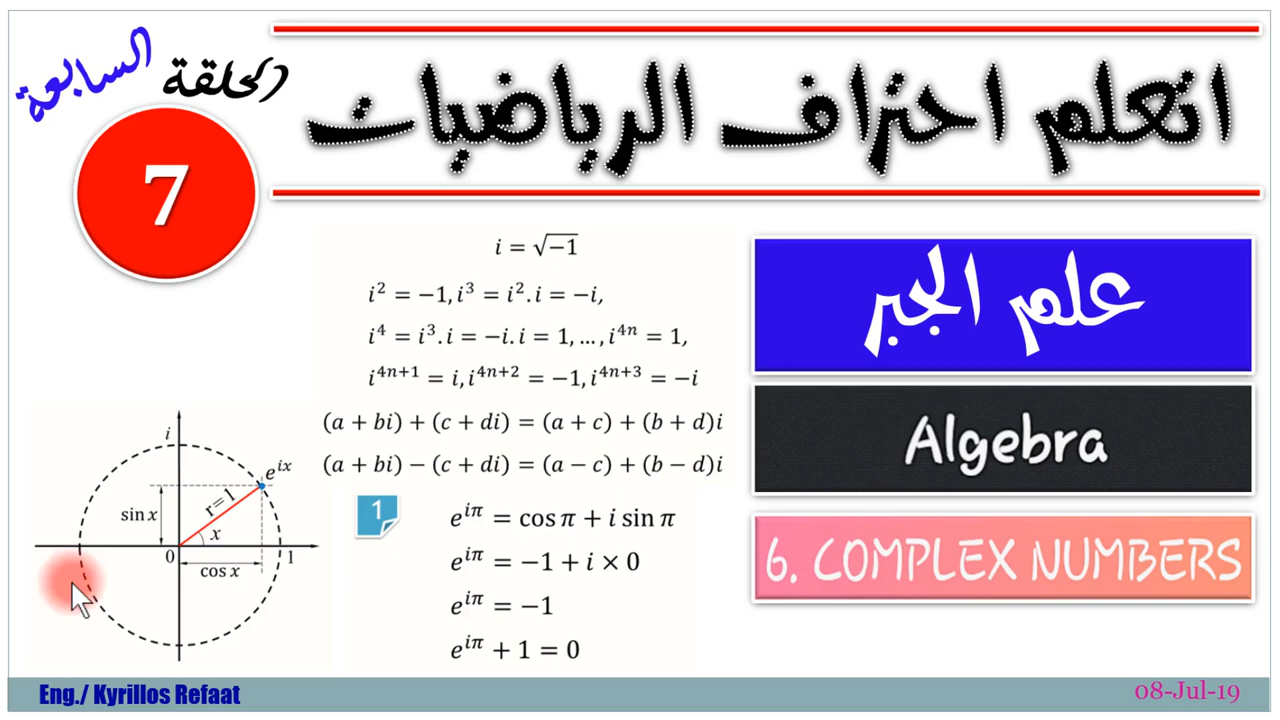 الحلقة السابعة
7
اتعلم احتراف الرياضيات
i = √−1
i² = −1, i³ = i².i = −i,
i⁴ = i³.i = −i.i = 1, ..., i⁴ⁿ = 1,
i⁴ⁿ⁺¹ = i, i⁴ⁿ⁺² = −1, i⁴ⁿ⁺³ = −i
(a + bi) + (c + di) = (a + c) + (b + d)i
(a + bi) − (c + di) = (a − c) + (b − d)i
1
e^{iπ} = cos π + i sin π
e^{iπ} = −1 + i × 0
e^{iπ} = −1
e^{iπ} + 1 = 0
i
e^{ix}
r=1
sin x
x
0
1
cos x
علم الجبر
Algebra
6. COMPLEX NUMBERS
Eng./ Kyrillos Refaat
08-Jul-19